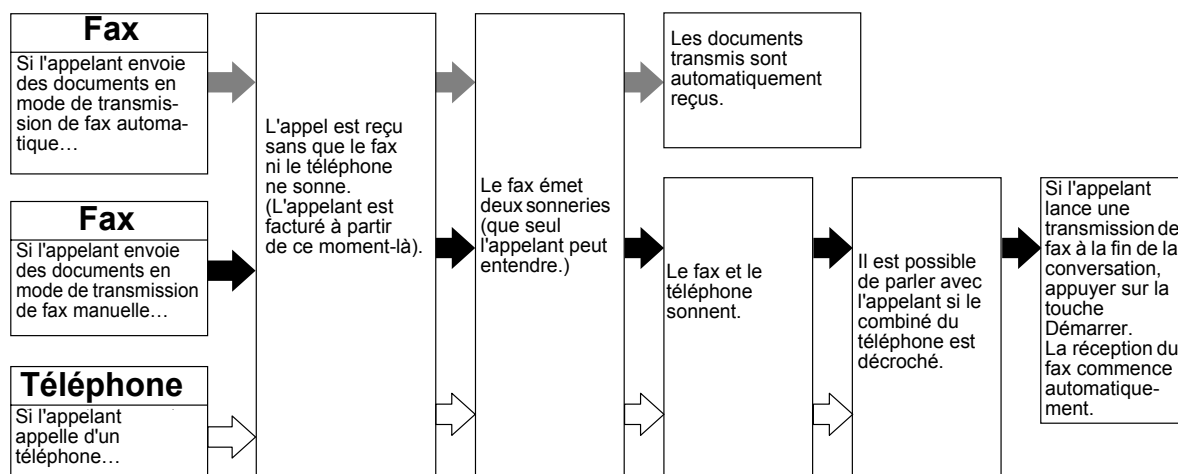 Fax
Si l'appelant envoie
des documents en
mode de transmis-
sion de fax automa-
tique…
Fax
Si l'appelant envoie
des documents en
mode de transmission
de fax manuelle…
Téléphone
Si l'appelant
appelle d'un
téléphone…
L'appel est reçu
sans que le fax
ni le téléphone
ne sonne.
(L'appelant est
facturé à partir
de ce moment-là).
Le fax émet
deux sonneries
(que seul
l'appelant peut
entendre.)
Les documents
transmis sont
automatiquement
reçus.
Le fax et le
téléphone
sonnent.
Il est possible
de parler avec
l'appelant si le
combiné du
téléphone est
décroché.
Si l'appelant
lance une
transmission de
fax à la fin de la
conversation,
appuyer sur la
touche
Démarrer.
La réception du
fax commence
automatique-
ment.